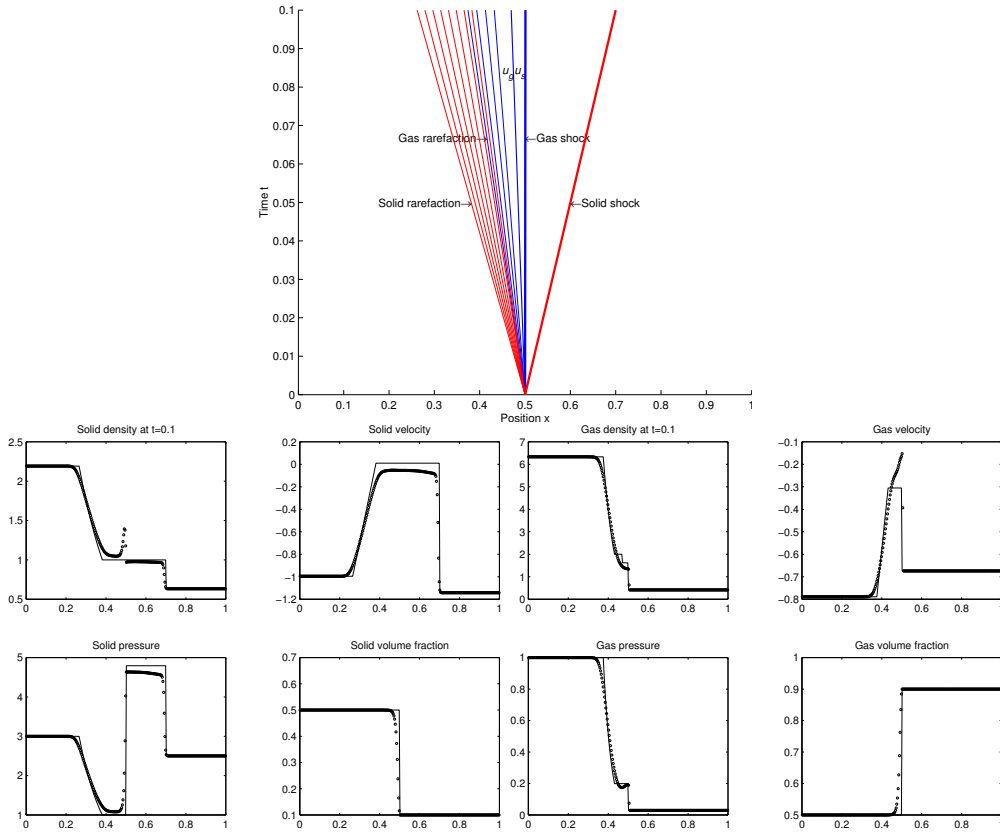 0.1
0.09
0.08
0.07
0.06
0.05
0.04
0.03
0.02
0.01
0
Time t
u_g u_s
Gas rarefaction
Gas shock
Solid rarefaction
Solid shock
0 0.1 0.2 0.3 0.4 0.5 0.6 0.7 0.8 0.9 1
Position x
Solid density at t=0.1
2.5
2
1.5
1
0.5
0 0.2 0.4 0.6 0.8 1
Solid velocity
0.2
0
−0.2
−0.4
−0.6
−0.8
−1
−1.2
0 0.2 0.4 0.6 0.8 1
Gas density at t=0.1
7
6
5
4
3
2
1
0
0 0.2 0.4 0.6 0.8 1
Gas velocity
−0.1
−0.2
−0.3
−0.4
−0.5
−0.6
−0.7
−0.8
0 0.2 0.4 0.6 0.8 1
Solid pressure
5
4
3
2
1
0 0.2 0.4 0.6 0.8 1
Solid volume fraction
0.7
0.6
0.5
0.4
0.3
0.2
0.1
0 0.2 0.4 0.6 0.8 1
Gas pressure
1
0.8
0.6
0.4
0.2
0
0 0.2 0.4 0.6 0.8 1
Gas volume fraction
1
0.9
0.8
0.7
0.6
0.5
0 0.2 0.4 0.6 0.8 1